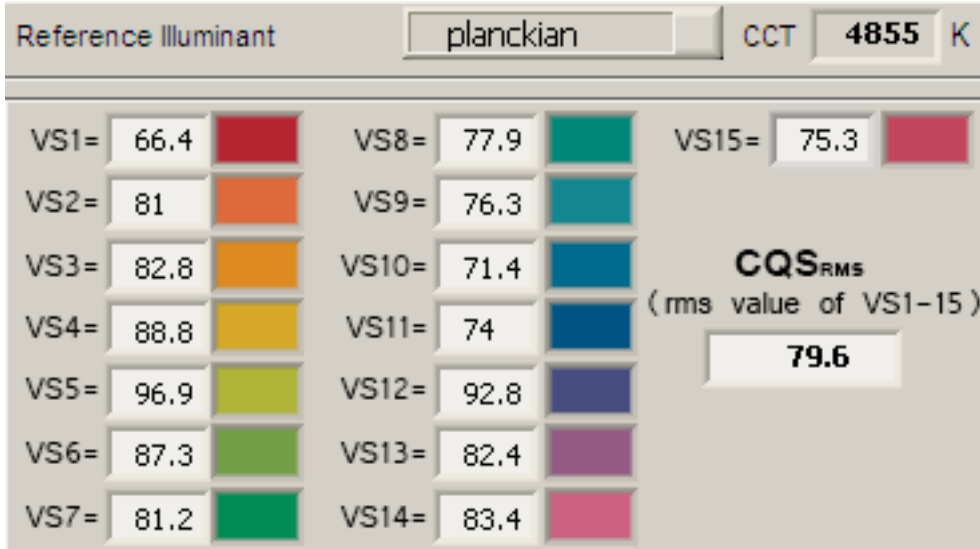 Reference Illuminant planckian CCT 4855 K
VS1= 66.4 VS8= 77.9 VS15= 75.3
VS2= 81 VS9= 76.3
VS3= 82.8 VS10= 71.4 CQSRMS
(rms value of VS1-15)
VS4= 88.8 VS11= 74
79.6
VS5= 96.9 VS12= 92.8
VS6= 87.3 VS13= 82.4
VS7= 81.2 VS14= 83.4